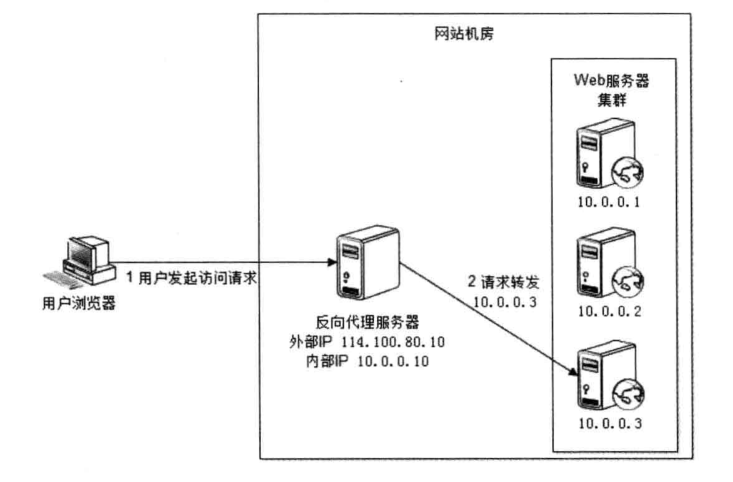 网站机房
Web服务器
集群
10.0.0.1
1 用户发起访问请求
用户浏览器
2 请求转发
10.0.0.3
10.0.0.2
反向代理服务器
外部IP 114.100.80.10
内部IP 10.0.0.10
10.0.0.3